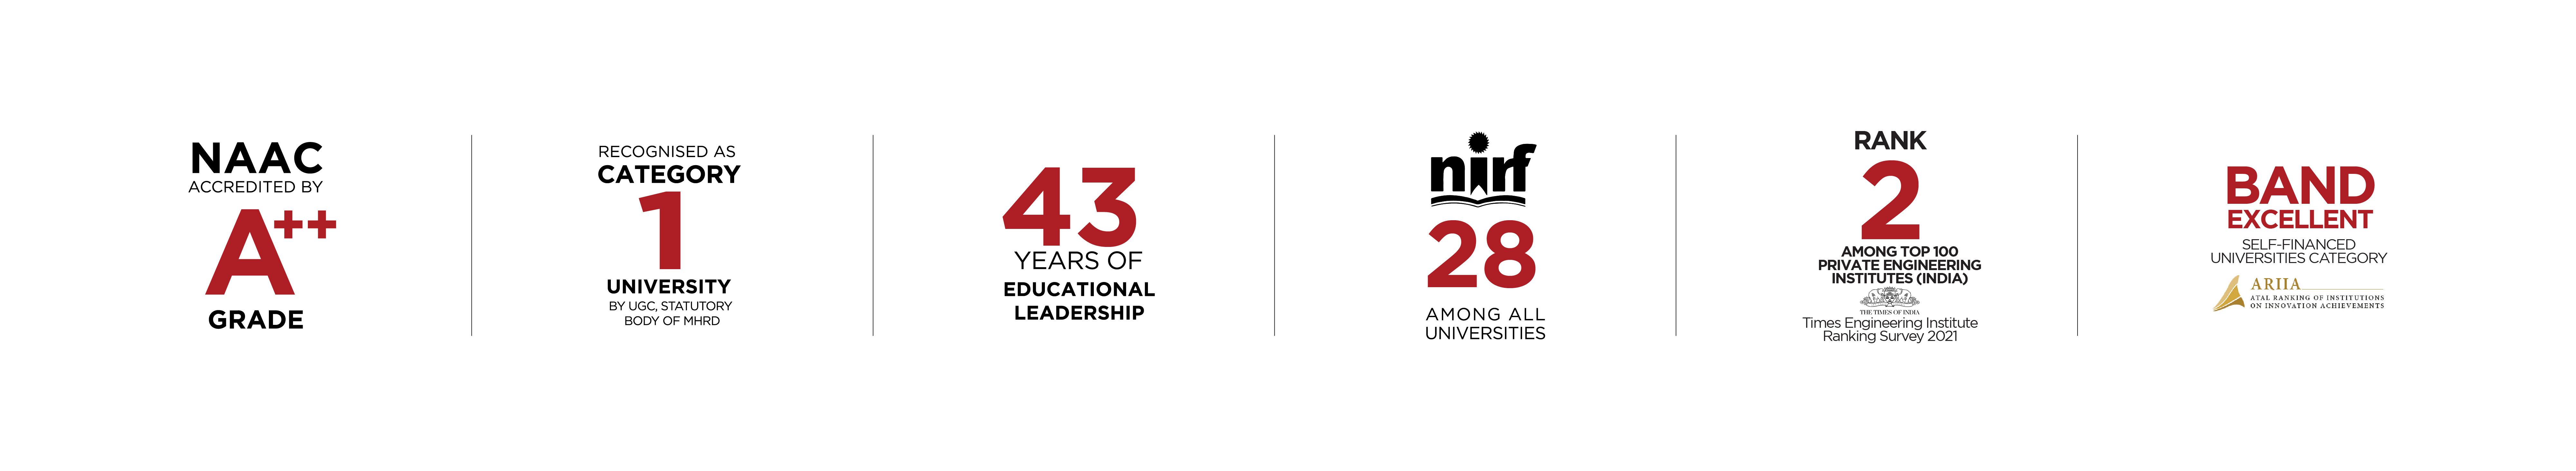 NAAC
ACCREDITED BY
A++
GRADE
RECOGNISED AS
CATEGORY
1
UNIVERSITY
BY UGC, STATUTORY
BODY OF MHRD
43
YEARS OF
EDUCATIONAL
LEADERSHIP
nirf
28
AMONG ALL
UNIVERSITIES
RANK
2
AMONG TOP 100
PRIVATE ENGINEERING
INSTITUTES (INDIA)
THE TIMES OF INDIA
Times Engineering Institute
Ranking Survey 2021
BAND
EXCELLENT
SELF-FINANCED
UNIVERSITIES CATEGORY
ARIIA
ATAL RANKING OF INSTITUTIONS
ON INNOVATION ACHIEVEMENTS